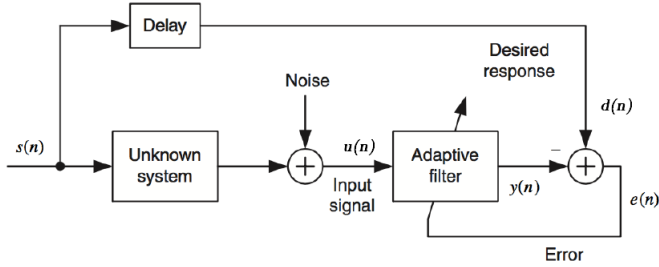 Delay
Desired
response
Noise
d(n)
s(n)
Unknown
system
+
u(n)
Input
signal
Adaptive
filter
−
y(n)
+
e(n)
Error